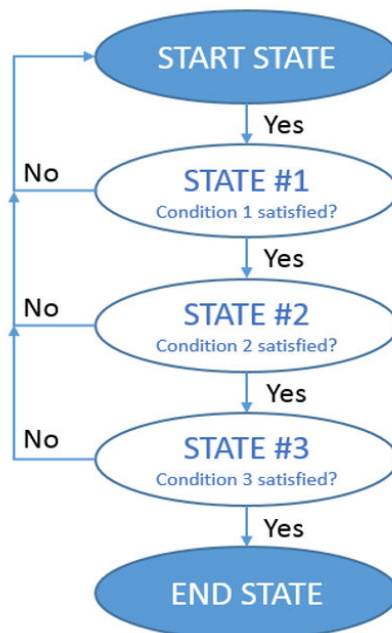 START STATE
Yes
No
STATE #1
Condition 1 satisfied?
Yes
No
STATE #2
Condition 2 satisfied?
Yes
No
STATE #3
Condition 3 satisfied?
Yes
END STATE